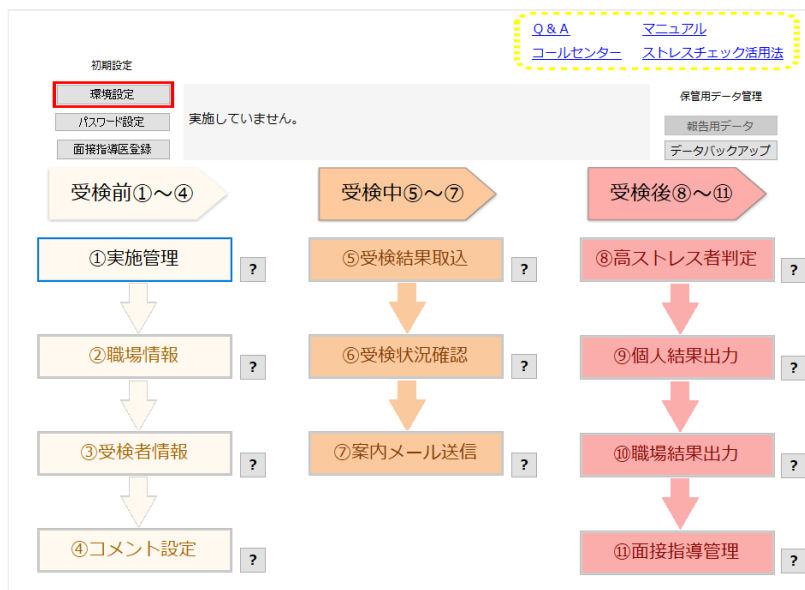 Q & A
マニュアル
コールセンター
ストレスチェック活用法
初期設定
環境設定
パスワード設定
面接指導医登録
実施していません。
保管用データ管理
報告用データ
データバックアップ
受検前①～④
受検中⑤～⑦
受検後⑧～⑪
①実施管理
?
⑤受検結果取込
?
⑧高ストレス者判定
?
②職場情報
?
⑥受検状況確認
?
⑨個人結果出力
?
③受検者情報
?
⑦案内メール送信
?
⑩職場結果出力
?
④コメント設定
?
⑪面接指導管理
?